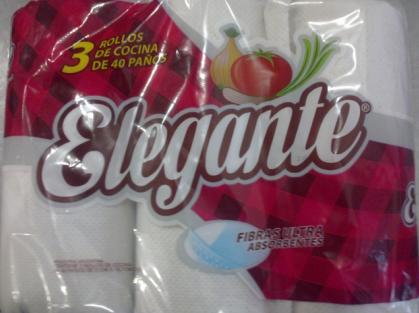 3 ROLLOS
DE COCINA
DE 40 PAÑOS
Elegante®
FIBRAS ULTRA
ABSORBENTES